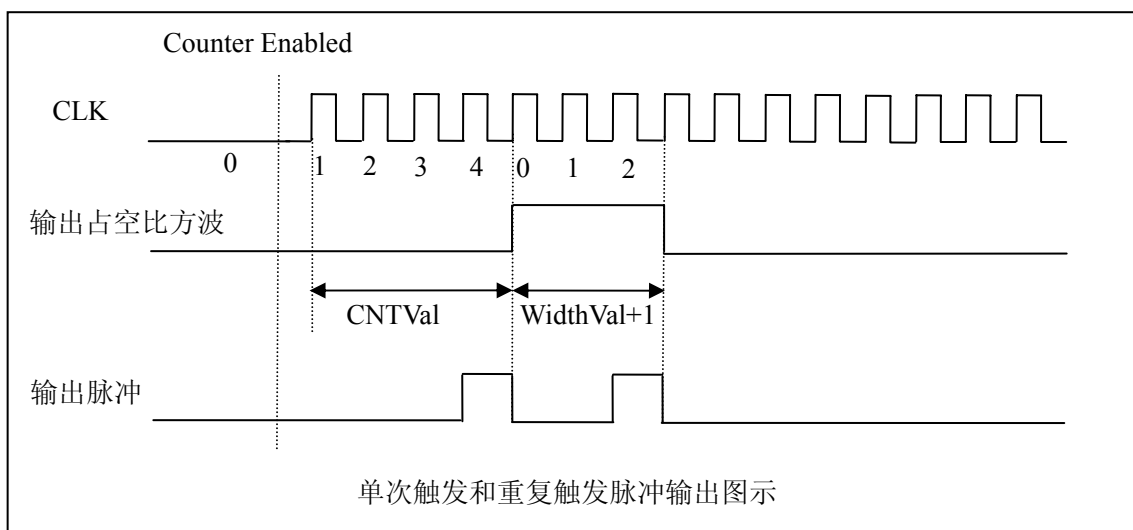 Counter Enabled
CLK
0 1 2 3 4 0 1 2
输出占空比方波
CNTVal WidthVal+1
输出脉冲
单次触发和重复触发脉冲输出图示